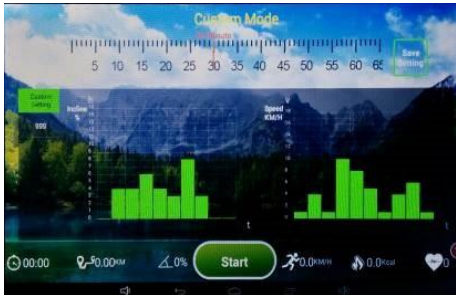 Custom Mode
Minute
5 10 15 20 25 30 35 40 45 50 55 60 65
Save
Setting
Custom
Setting
Incline
%
Speed
KM/H
t
t
00:00
0.00KM
0%
Start
0.0KM/H
0.0Kcal
0